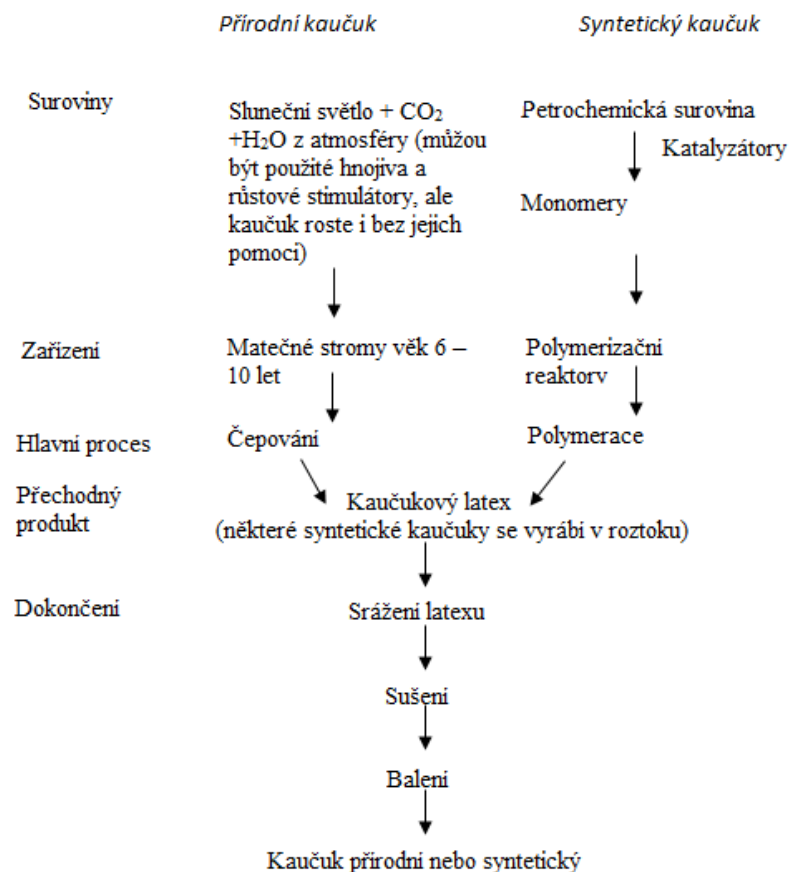 Přírodní kaučuk
Syntetický kaučuk
Suroviny
Sluneční světlo + CO₂
+H₂O z atmosféry (můžou
být použité hnojiva a
růstové stimulátory, ale
kaučuk roste i bez jejich
pomoci)
Petrochemická surovina
Katalyzátory
Monomery
Zařízení
Matečné stromy věk 6 –
10 let
Polymerizační
reaktorv
Hlavní proces
Čepování
Polymerace
Přechodný
produkt
Kaučukový latex
(některé syntetické kaučuky se vyrábí v roztoku)
Dokončení
Srážení latexu
Sušení
Balení
Kaučuk přírodní nebo syntetický